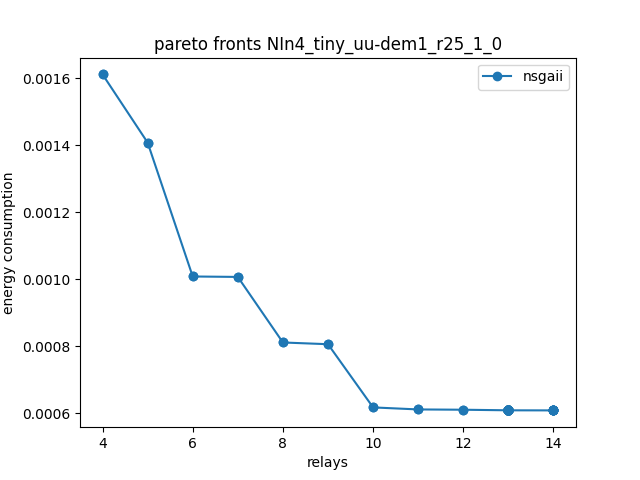 pareto fronts NIn4_tiny_uu-dem1_r25_1_0
nsgaii
energy consumption
0.0016
0.0014
0.0012
0.0010
0.0008
0.0006
4 6 8 10 12 14
relays